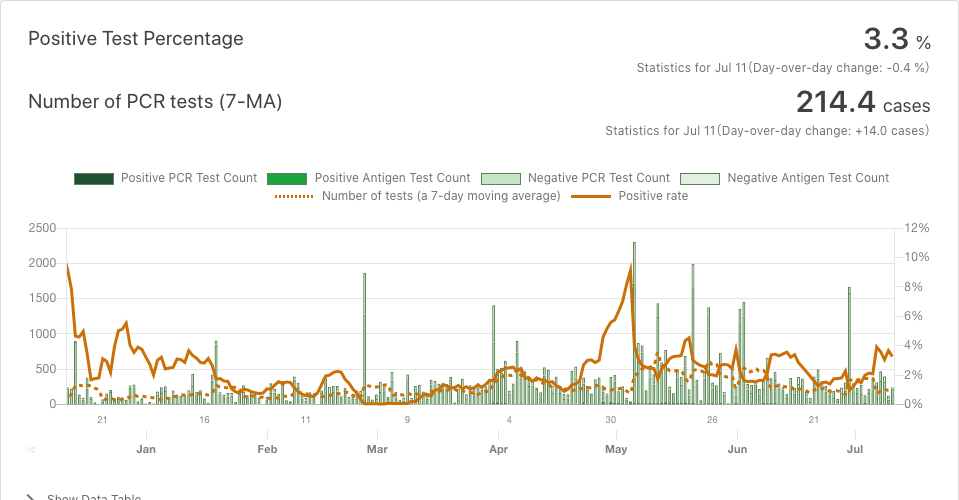 Positive Test Percentage
3.3 %
Statistics for Jul 11(Day-over-day change: -0.4 %)
Number of PCR tests (7-MA)
214.4 cases
Statistics for Jul 11(Day-over-day change: +14.0 cases)
Positive PCR Test Count Positive Antigen Test Count Negative PCR Test Count Negative Antigen Test Count
Number of tests (a 7-day moving average) Positive rate
2500 12%
2000 10%
1500 8%
1000 6%
500 4%
0 2%
0%
21 16 11 9 4 30 26 21
Jan Feb Mar Apr May Jun Jul
Show Data Table